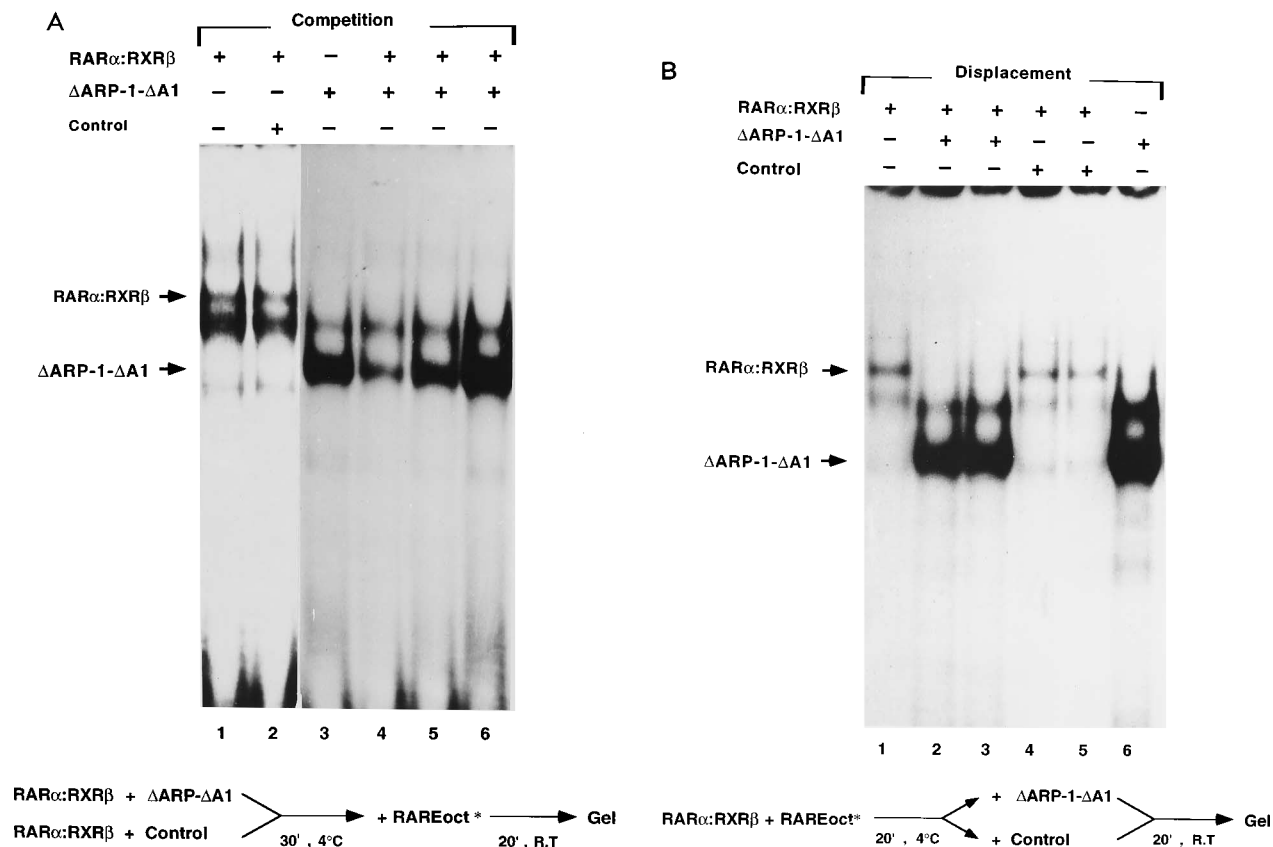 A
Competition
RARα:RXRβ + + – + + +
ΔARP-1-ΔA1 – – + + + +
Control – + – – – –
RARα:RXRβ
ΔARP-1-ΔA1
1 2 3 4 5 6
RARα:RXRβ + ΔARP-ΔA1
RARα:RXRβ + Control
30' , 4°C
+ RAREoct *
20' , R.T
Gel
B
Displacement
RARα:RXRβ + + + + + –
ΔARP-1-ΔA1 – + + – – +
Control – – – + + –
RARα:RXRβ
ΔARP-1-ΔA1
1 2 3 4 5 6
RARα:RXRβ + RAREoct*
20' , 4°C
+ ΔARP-1-ΔA1
+ Control
20' , R.T
Gel